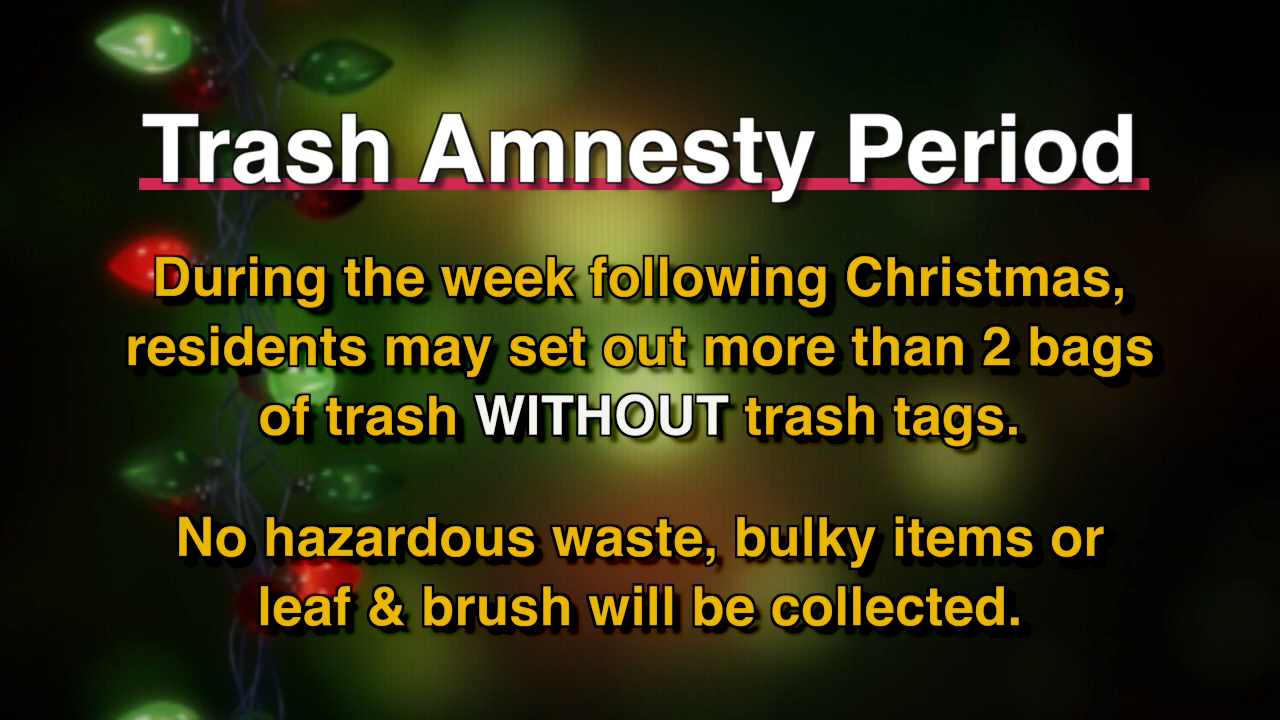 Trash Amnesty Period
During the week following Christmas,
residents may set out more than 2 bags
of trash WITHOUT trash tags.
No hazardous waste, bulky items or
leaf & brush will be collected.